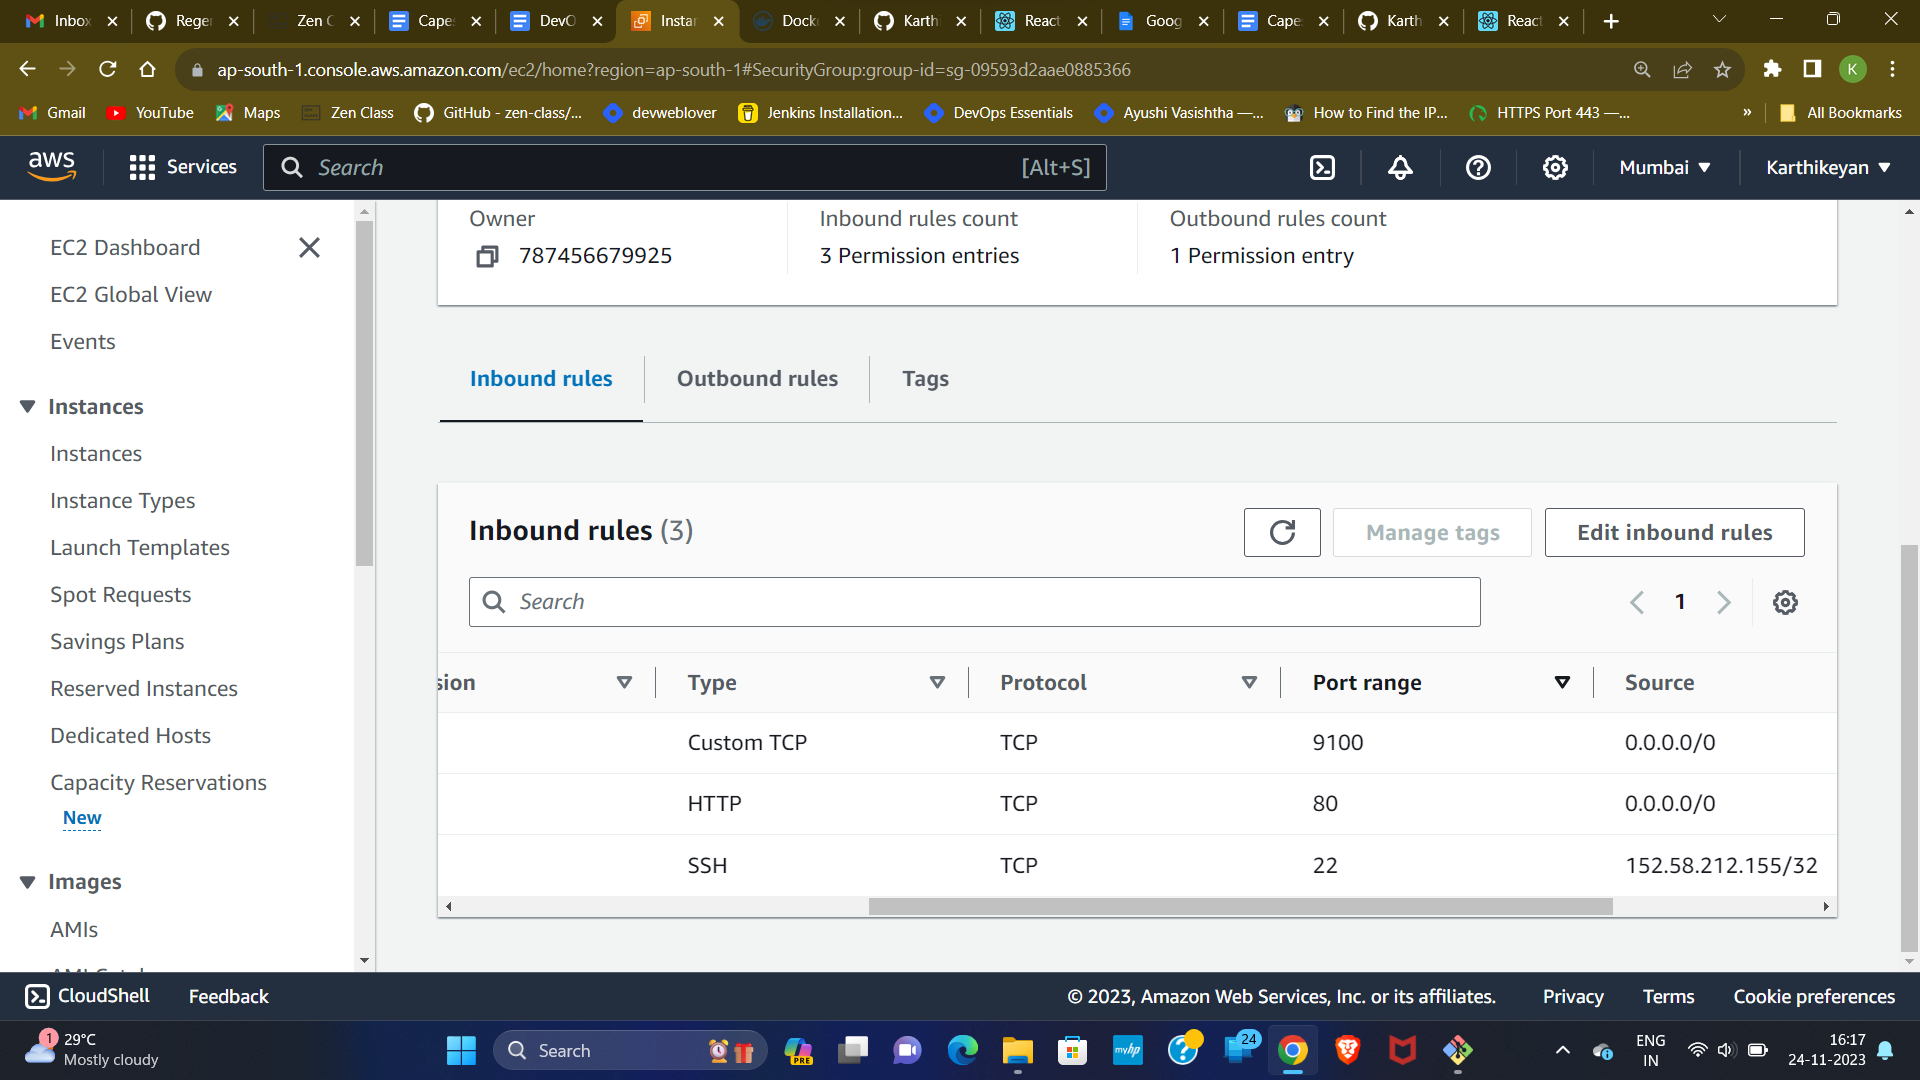 Inbox
Reger
Zen C
Cape
DevO
Instar
Dock
Karth
React
Goog
Cape
Karth
React
ap-south-1.console.aws.amazon.com/ec2/home?region=ap-south-1#SecurityGroup:group-id=sg-09593d2aae0885366
K
Gmail
YouTube
Maps
Zen Class
GitHub - zen-class/...
devweblover
Jenkins Installation...
DevOps Essentials
Ayushi Vasishtha —...
How to Find the IP...
HTTPS Port 443 —...
»
All Bookmarks
aws
Services
Search
[Alt+S]
Mumbai
Karthikeyan
EC2 Dashboard
EC2 Global View
Events
Instances
Instances
Instance Types
Launch Templates
Spot Requests
Savings Plans
Reserved Instances
Dedicated Hosts
Capacity Reservations
New
Images
AMIs
Owner
787456679925
Inbound rules count
3 Permission entries
Outbound rules count
1 Permission entry
Inbound rules
Outbound rules
Tags
Inbound rules (3)
Manage tags
Edit inbound rules
Search
1
sion Type Protocol Port range Source
Custom TCP TCP 9100 0.0.0.0/0
HTTP TCP 80 0.0.0.0/0
SSH TCP 22 152.58.212.155/32
CloudShell
Feedback
© 2023, Amazon Web Services, Inc. or its affiliates.
Privacy
Terms
Cookie preferences
1
29°C
Mostly cloudy
Search
PRE
myhp
24
ENG
IN
16:17
24-11-2023